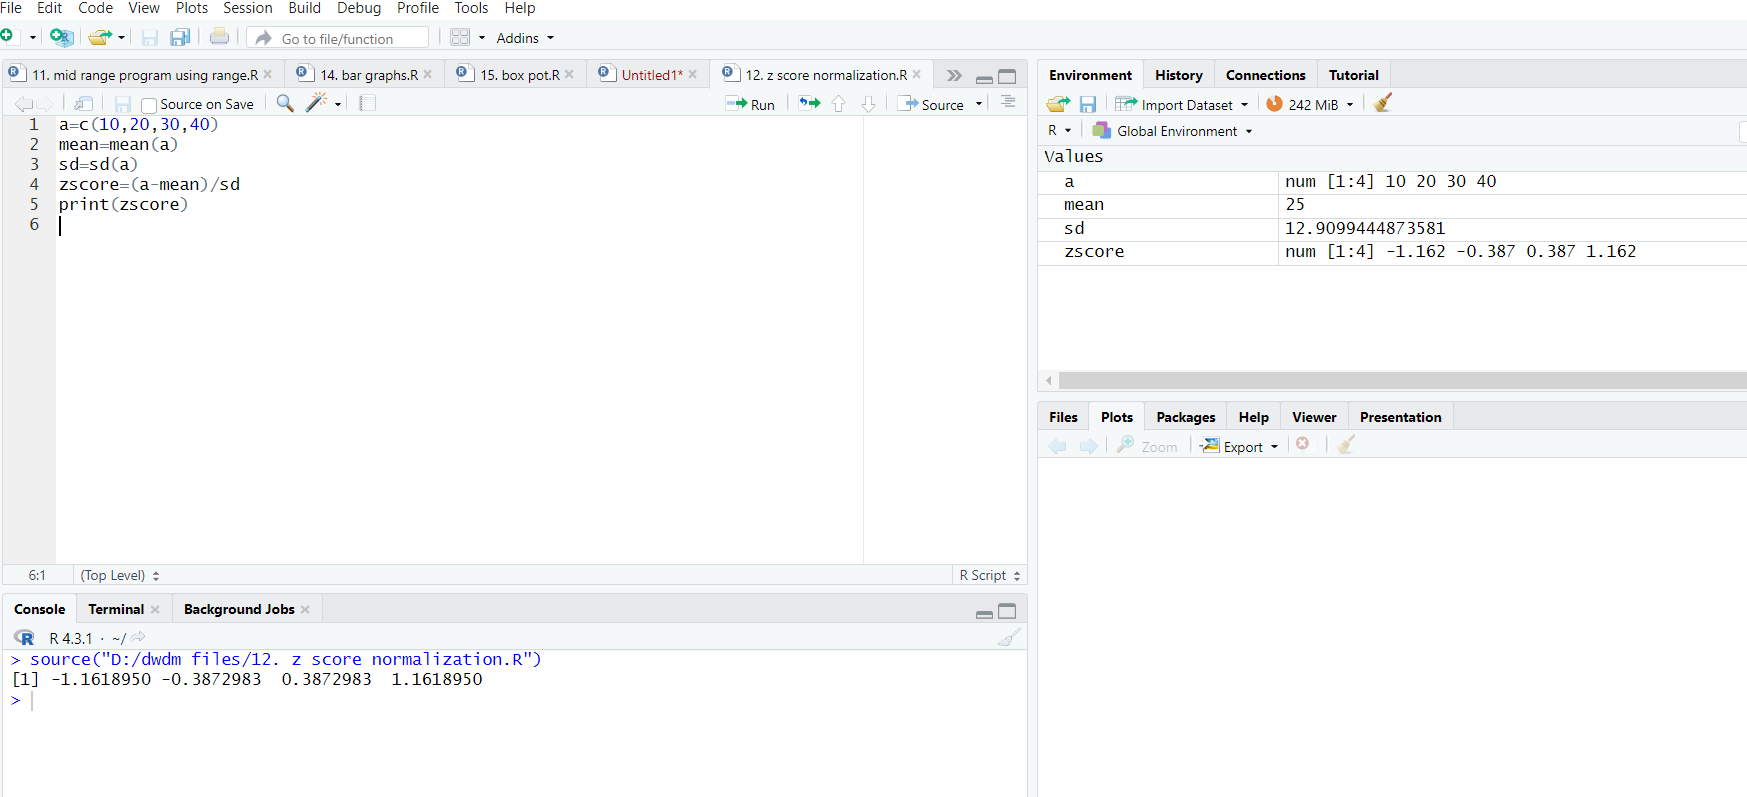 File Edit Code View Plots Session Build Debug Profile Tools Help
Go to file/function Addins
11. mid range program using range.R 14. bar graphs.R 15. box pot.R Untitled1* 12. z score normalization.R
Source on Save Run Source
1 a=c(10,20,30,40)
2 mean=mean(a)
3 sd=sd(a)
4 zscore=(a-mean)/sd
5 print(zscore)
6
6:1 (Top Level) R Script
Console Terminal Background Jobs
R 4.3.1 · ~/
> source("D:/dwdm files/12. z score normalization.R")
[1] -1.1618950 -0.3872983  0.3872983  1.1618950
>
Environment History Connections Tutorial
Import Dataset 242 MiB
R Global Environment
Values
a num [1:4] 10 20 30 40
mean 25
sd 12.9099444873581
zscore num [1:4] -1.162 -0.387 0.387 1.162
Files Plots Packages Help Viewer Presentation
Zoom Export